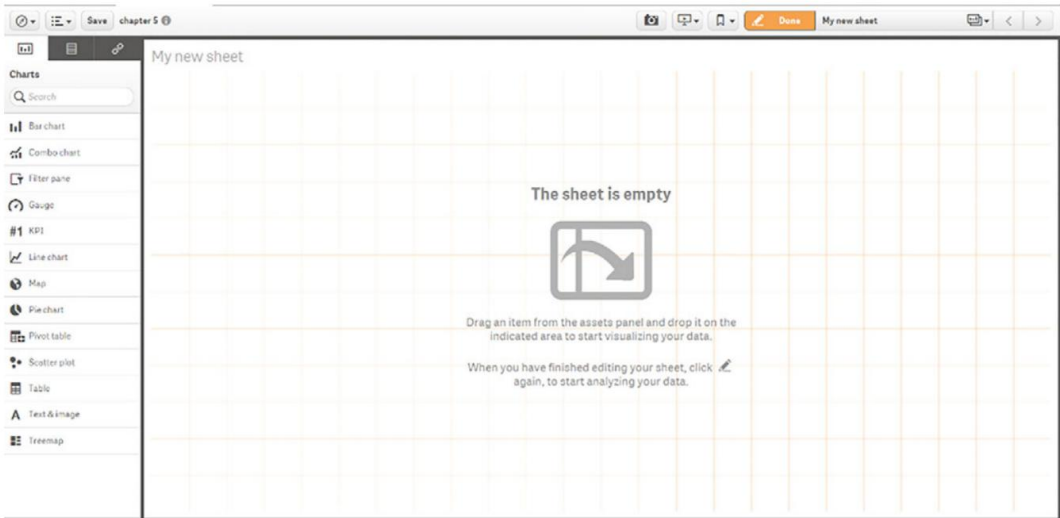 Save chapter 5 Done My new sheet
Charts
Search
Bar chart
Combo chart
Filter pane
Gauge
#1 KPI
Line chart
Map
Pie chart
Pivot table
Scatter plot
Table
A Text & image
Treemap
My new sheet
The sheet is empty
Drag an item from the assets panel and drop it on the
indicated area to start visualizing your data.
When you have finished editing your sheet, click
again, to start analyzing your data.